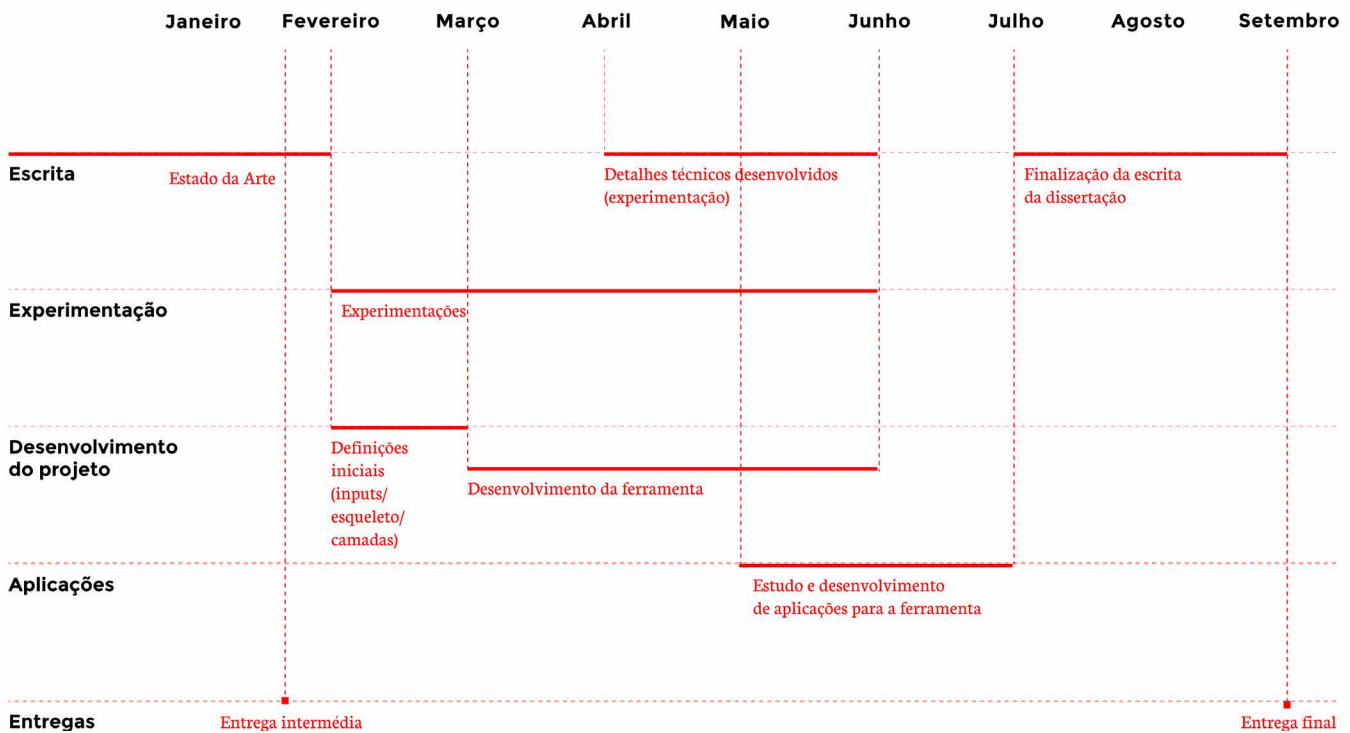 Janeiro Fevereiro Março Abril Maio Junho Julho Agosto Setembro
Escrita
Estado da Arte
Detalhes técnicos desenvolvidos
(experimentação)
Finalização da escrita
da dissertação
Experimentação
Experimentações
Desenvolvimento
do projeto
Definições
iniciais
(inputs/
esqueleto/
camadas)
Desenvolvimento da ferramenta
Aplicações
Estudo e desenvolvimento
de aplicações para a ferramenta
Entregas
Entrega intermédia
Entrega final